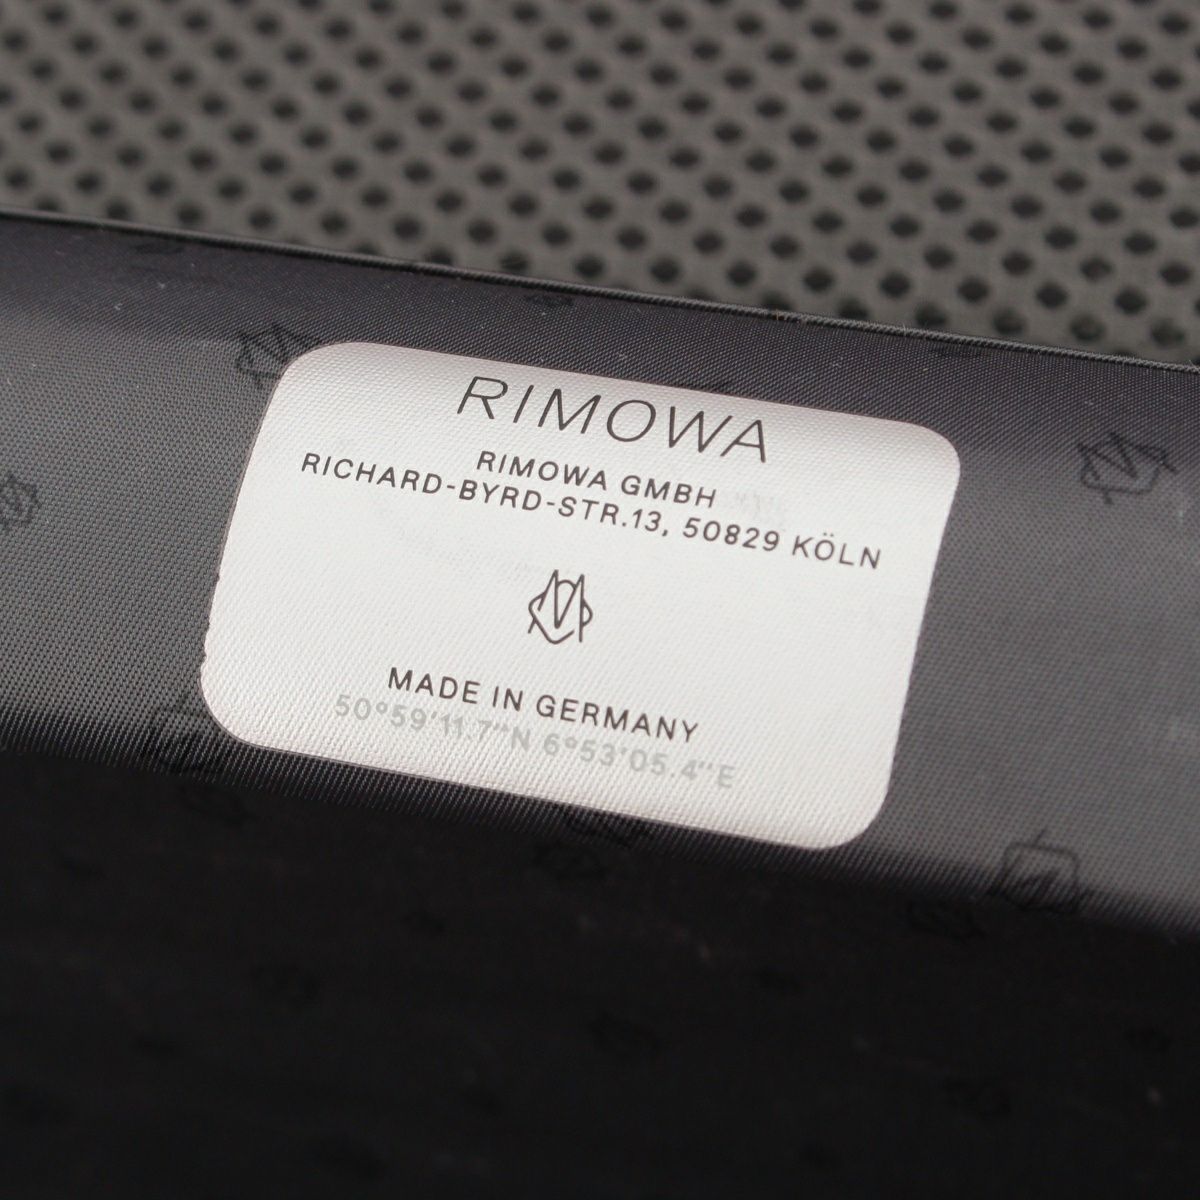 RIMOWA
RIMOWA GMBH
RICHARD-BYRD-STR.13, 50829 KÖLN
MADE IN GERMANY
50°59'11.7"N 6°53'05.4"E